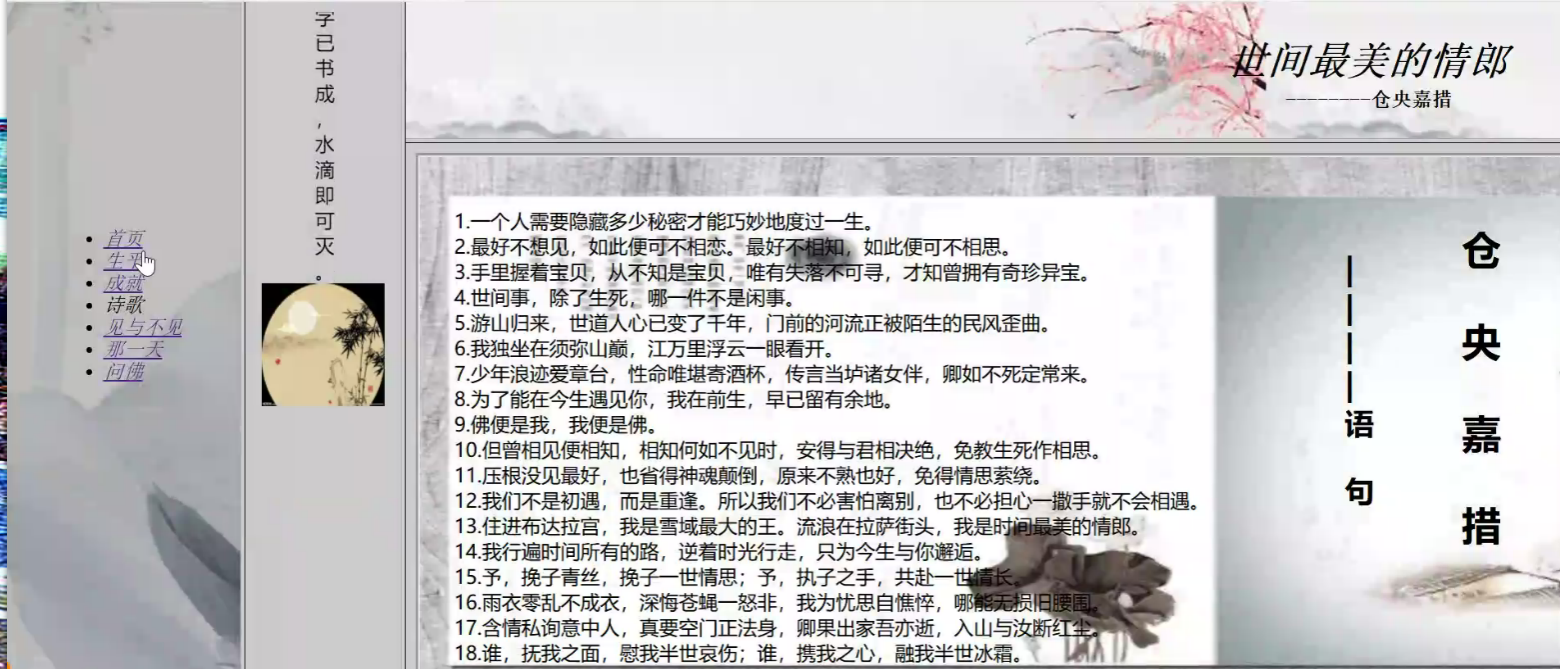 首页
生平
成就
诗歌
见与不见
那一天
问佛
字已书成，水滴即可灭。
世间最美的情郎
--------仓央嘉措
1.一个人需要隐藏多少秘密才能巧妙地度过一生。
2.最好不想见，如此便可不相恋。最好不相知，如此便可不相思。
3.手里握着宝贝，从不知是宝贝，唯有失落不可寻，才知曾拥有奇珍异宝。
4.世间事，除了生死，哪一件不是闲事。
5.游山归来，世道人心已变了千年，门前的河流正被陌生的民风歪曲。
6.我独坐在须弥山巅，江万里浮云一眼看开。
7.少年浪迹爱章台，性命唯堪寄酒杯，传言当垆诸女伴，卿如不死定常来。
8.为了能在今生遇见你，我在前生，早已留有余地。
9.佛便是我，我便是佛。
10.但曾相见便相知，相知何如不见时，安得与君相决绝，免教生死作相思。
11.压根没见最好，也省得神魂颠倒，原来不熟也好，免得情思萦绕。
12.我们不是初遇，而是重逢。所以我们不必害怕离别，也不必担心一撒手就不会相遇。
13.住进布达拉宫，我是雪域最大的王。流浪在拉萨街头，我是时间最美的情郎。
14.我行遍时间所有的路，逆着时光行走，只为今生与你邂逅。
15.予，挽子青丝，挽子一世情思；予，执子之手，共赴一世情长。
16.雨衣零乱不成衣，深悔苍蝇一怒非，我为忧思自憔悴，哪能无损旧腰围。
17.含情私询意中人，真要空门正法身，卿果出家吾亦逝，入山与汝断红尘。
18.谁，抚我之面，慰我半世哀伤；谁，携我之心，融我半世冰霜。
仓央嘉措
————语句